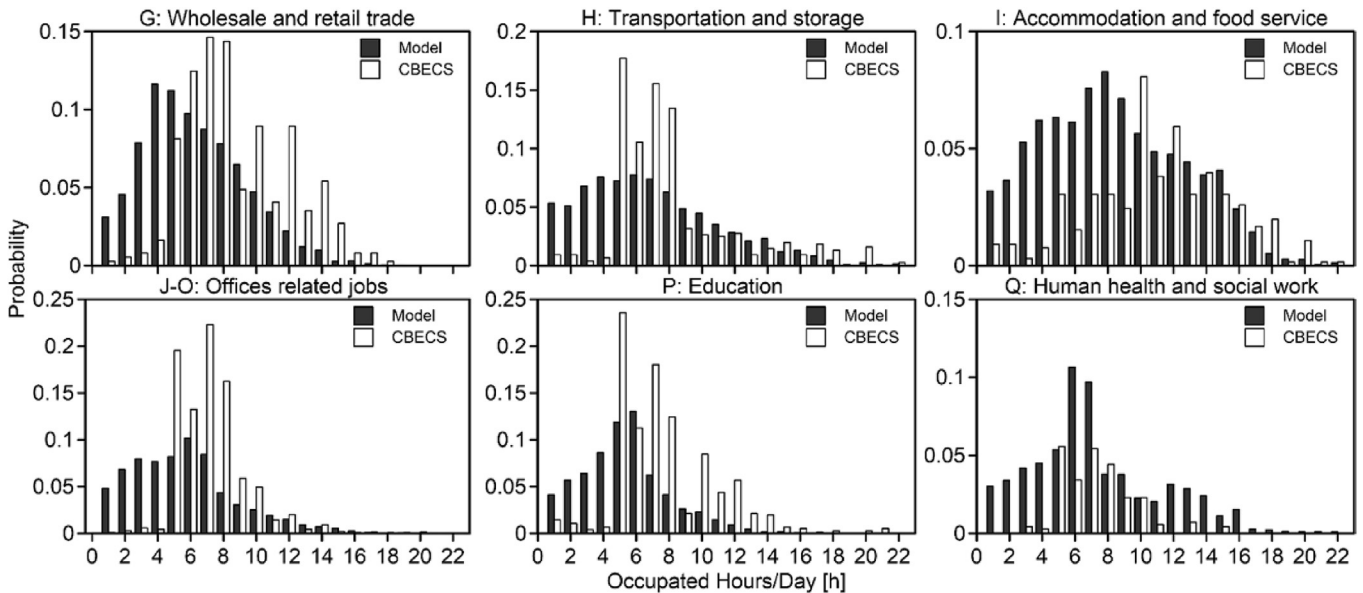 G: Wholesale and retail trade
0.15
0.1
0.05
0
Model
CBECS
H: Transportation and storage
0.2
0.15
0.1
0.05
0
Model
CBECS
I: Accommodation and food service
0.1
0.05
0
Model
CBECS
Probability
J-O: Offices related jobs
0.25
0.2
0.15
0.1
0.05
0
Model
CBECS
0 2 4 6 8 10 12 14 16 18 20 22
P: Education
0.25
0.2
0.15
0.1
0.05
0
Model
CBECS
0 2 4 6 8 10 12 14 16 18 20 22
Q: Human health and social work
0.15
0.1
0.05
0
Model
CBECS
0 2 4 6 8 10 12 14 16 18 20 22
Occupated Hours/Day [h]